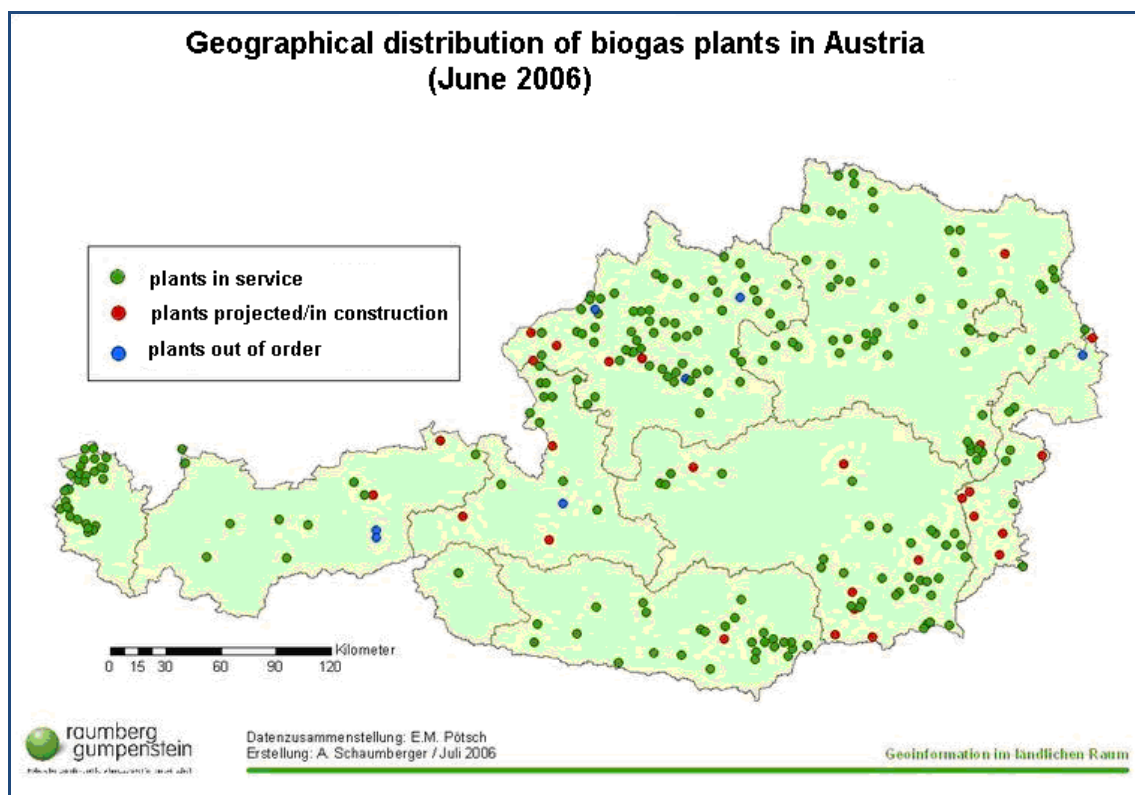 Geographical distribution of biogas plants in Austria
(June 2006)
plants in service
plants projected/in construction
plants out of order
Kilometer
0 15 30 60 90 120
raumberg
gumpenstein
Datenzusammenstellung: E.M. Pötsch
Erstellung: A. Schaumberger / Juli 2006
Geoinformation im ländlichen Raum